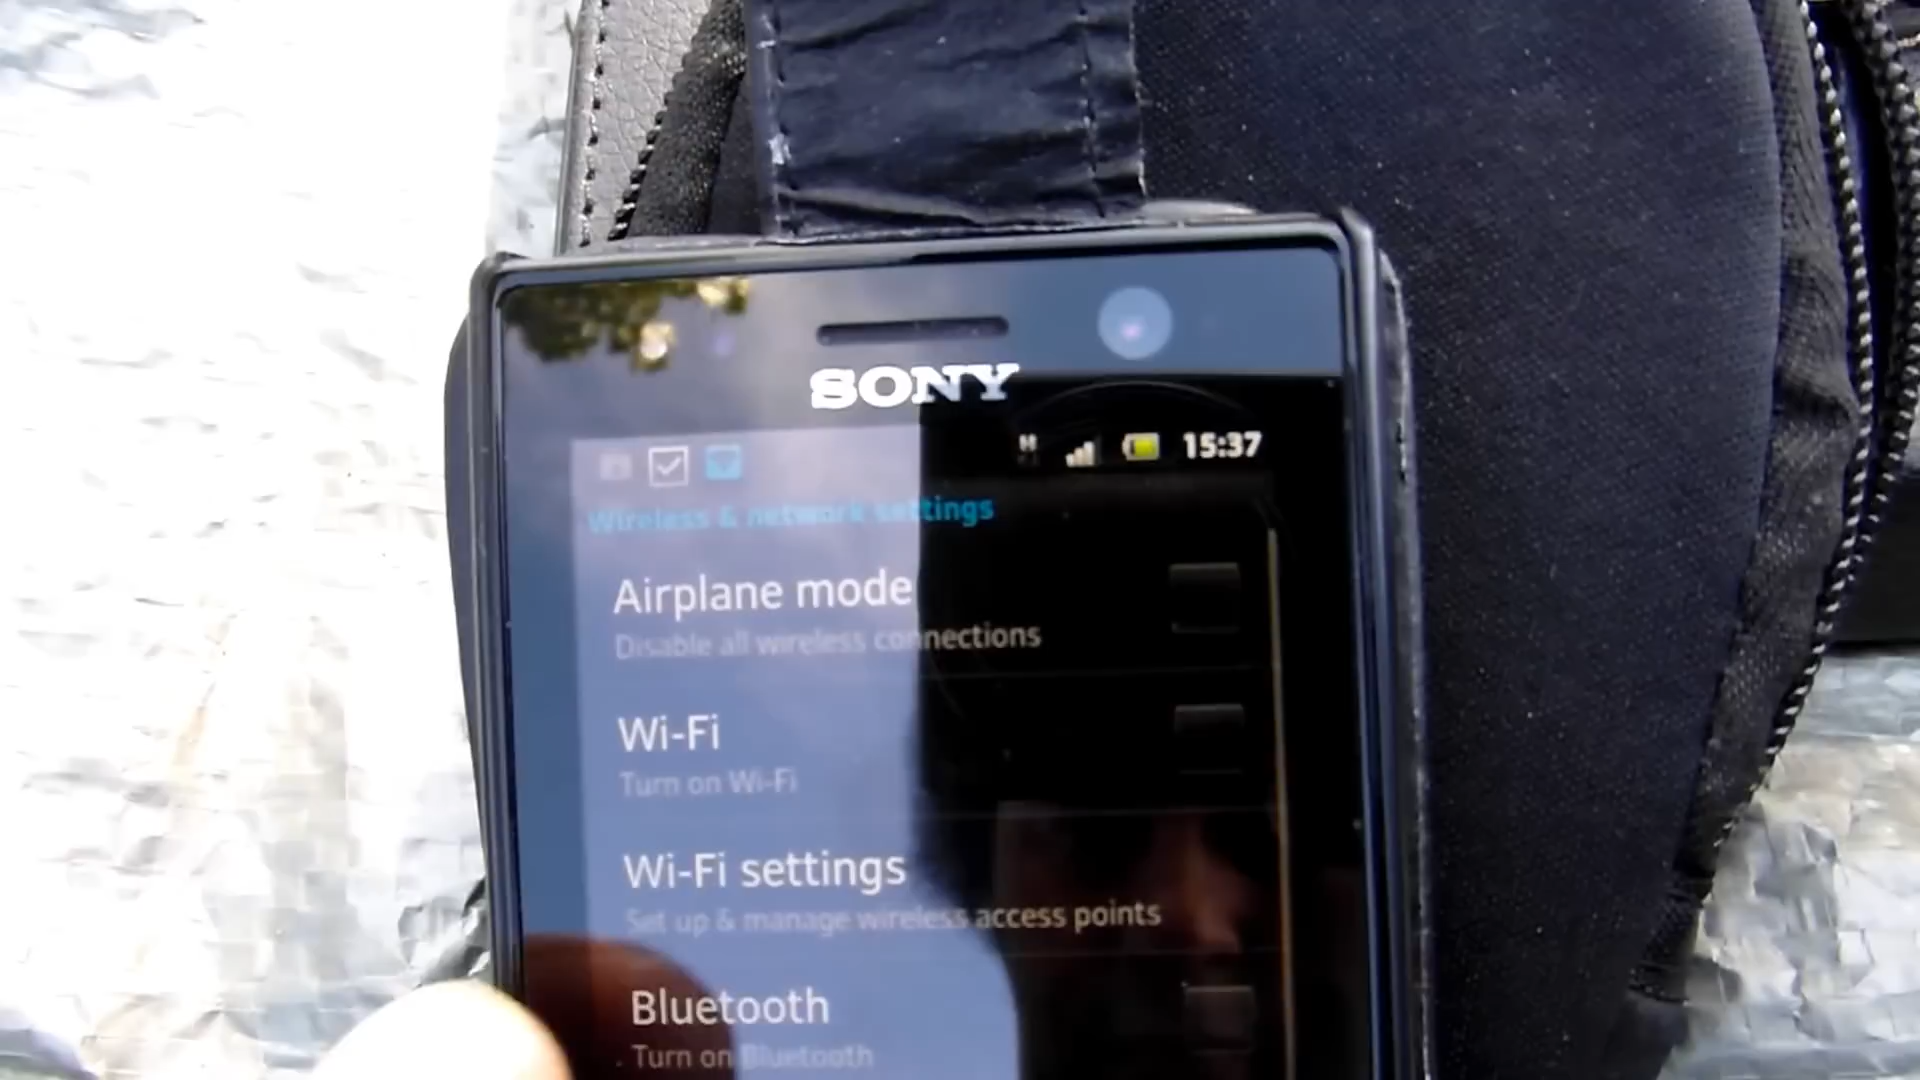 SONY
H 15:37
Wireless & network settings
Airplane mode
Disable all wireless connections
Wi-Fi
Turn on Wi-Fi
Wi-Fi settings
Set up & manage wireless access points
Bluetooth
Turn on Bluetooth